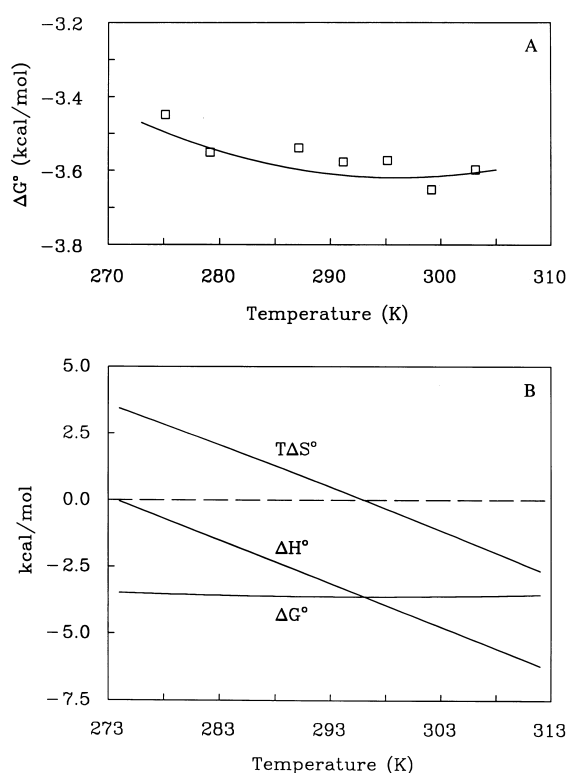 −3.2
A
−3.4
−3.6
−3.8
ΔG° (kcal/mol)
270 280 290 300 310
Temperature (K)
5.0
B
2.5
TΔS°
0.0
ΔH°
−2.5
ΔG°
−5.0
−7.5
kcal/mol
273 283 293 303 313
Temperature (K)